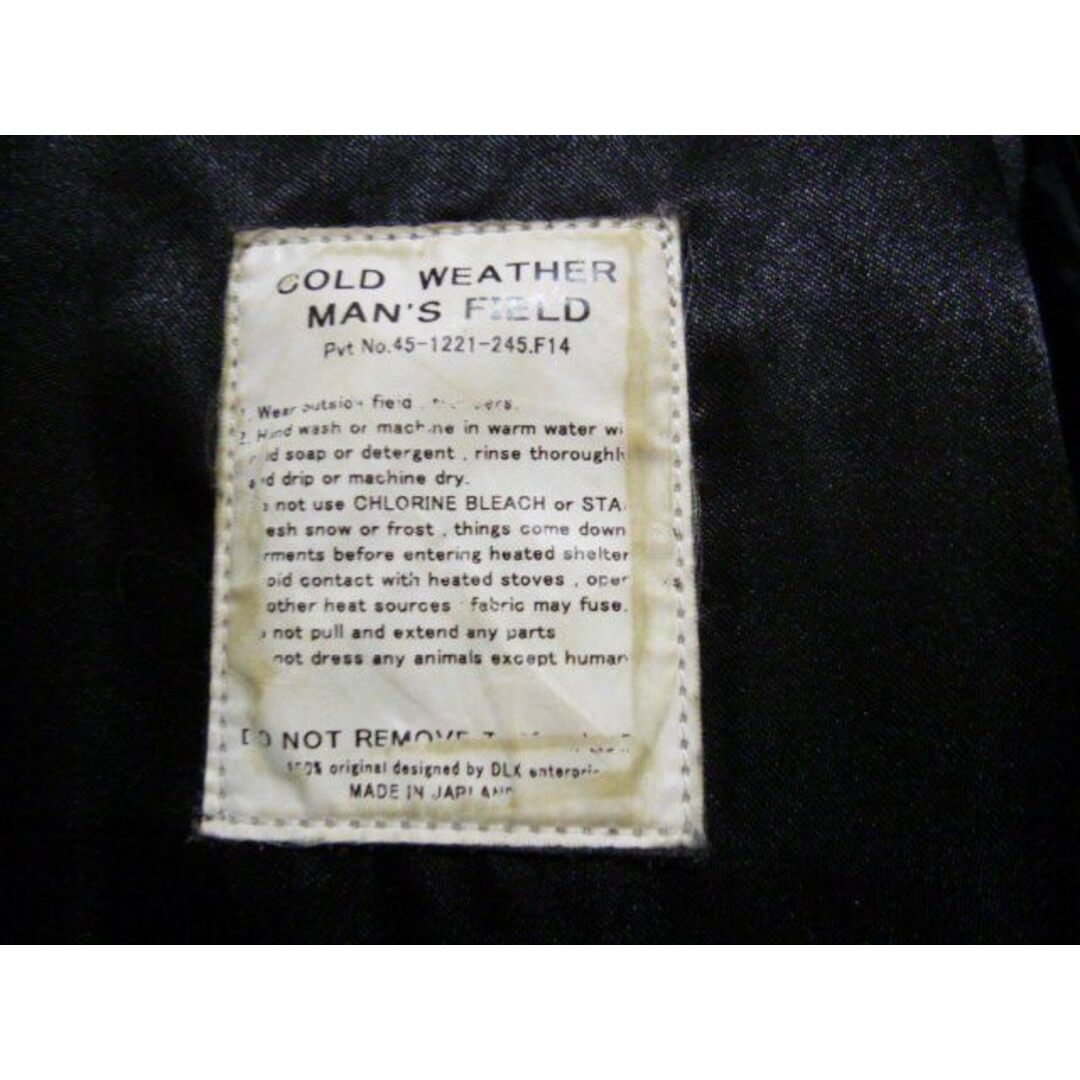 COLD WEATHER
MAN'S FIELD
Pvt No.45-1221-245.F14
Wear
2. Hand wash or machine in warm water
soap or detergent , rinse thoroughly
drip or machine dry.
not use CHLORINE BLEACH or
snow or frost , things come down
before entering heated shelter
contact with heated stoves ,
other heat sources fabric may fuse.
not pull and extend any parts
not dress any animals except human
DO NOT REMOVE
100% original designed by DLX
MADE IN JAPLAND